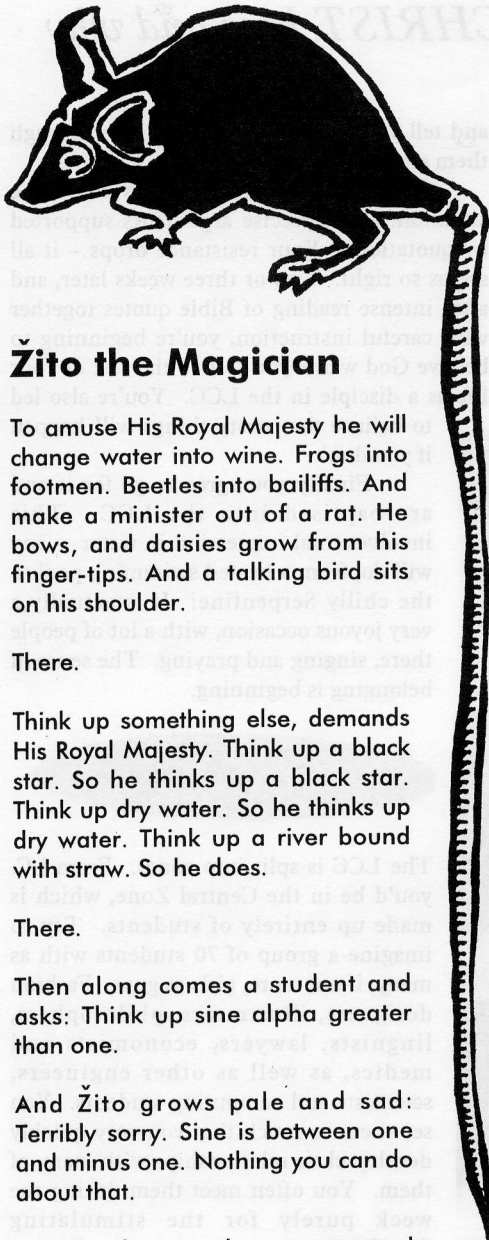 Žito the Magician
To amuse His Royal Majesty he will
change water into wine. Frogs into
footmen. Beetles into bailiffs. And
make a minister out of a rat. He
bows, and daisies grow from his
finger-tips. And a talking bird sits
on his shoulder.
There.
Think up something else, demands
His Royal Majesty. Think up a black
star. So he thinks up a black star.
Think up dry water. So he thinks up
dry water. Think up a river bound
with straw. So he does.
There.
Then along comes a student and
asks: Think up sine alpha greater
than one.
And Žito grows pale and sad:
Terribly sorry. Sine is between one
and minus one. Nothing you can do
about that.